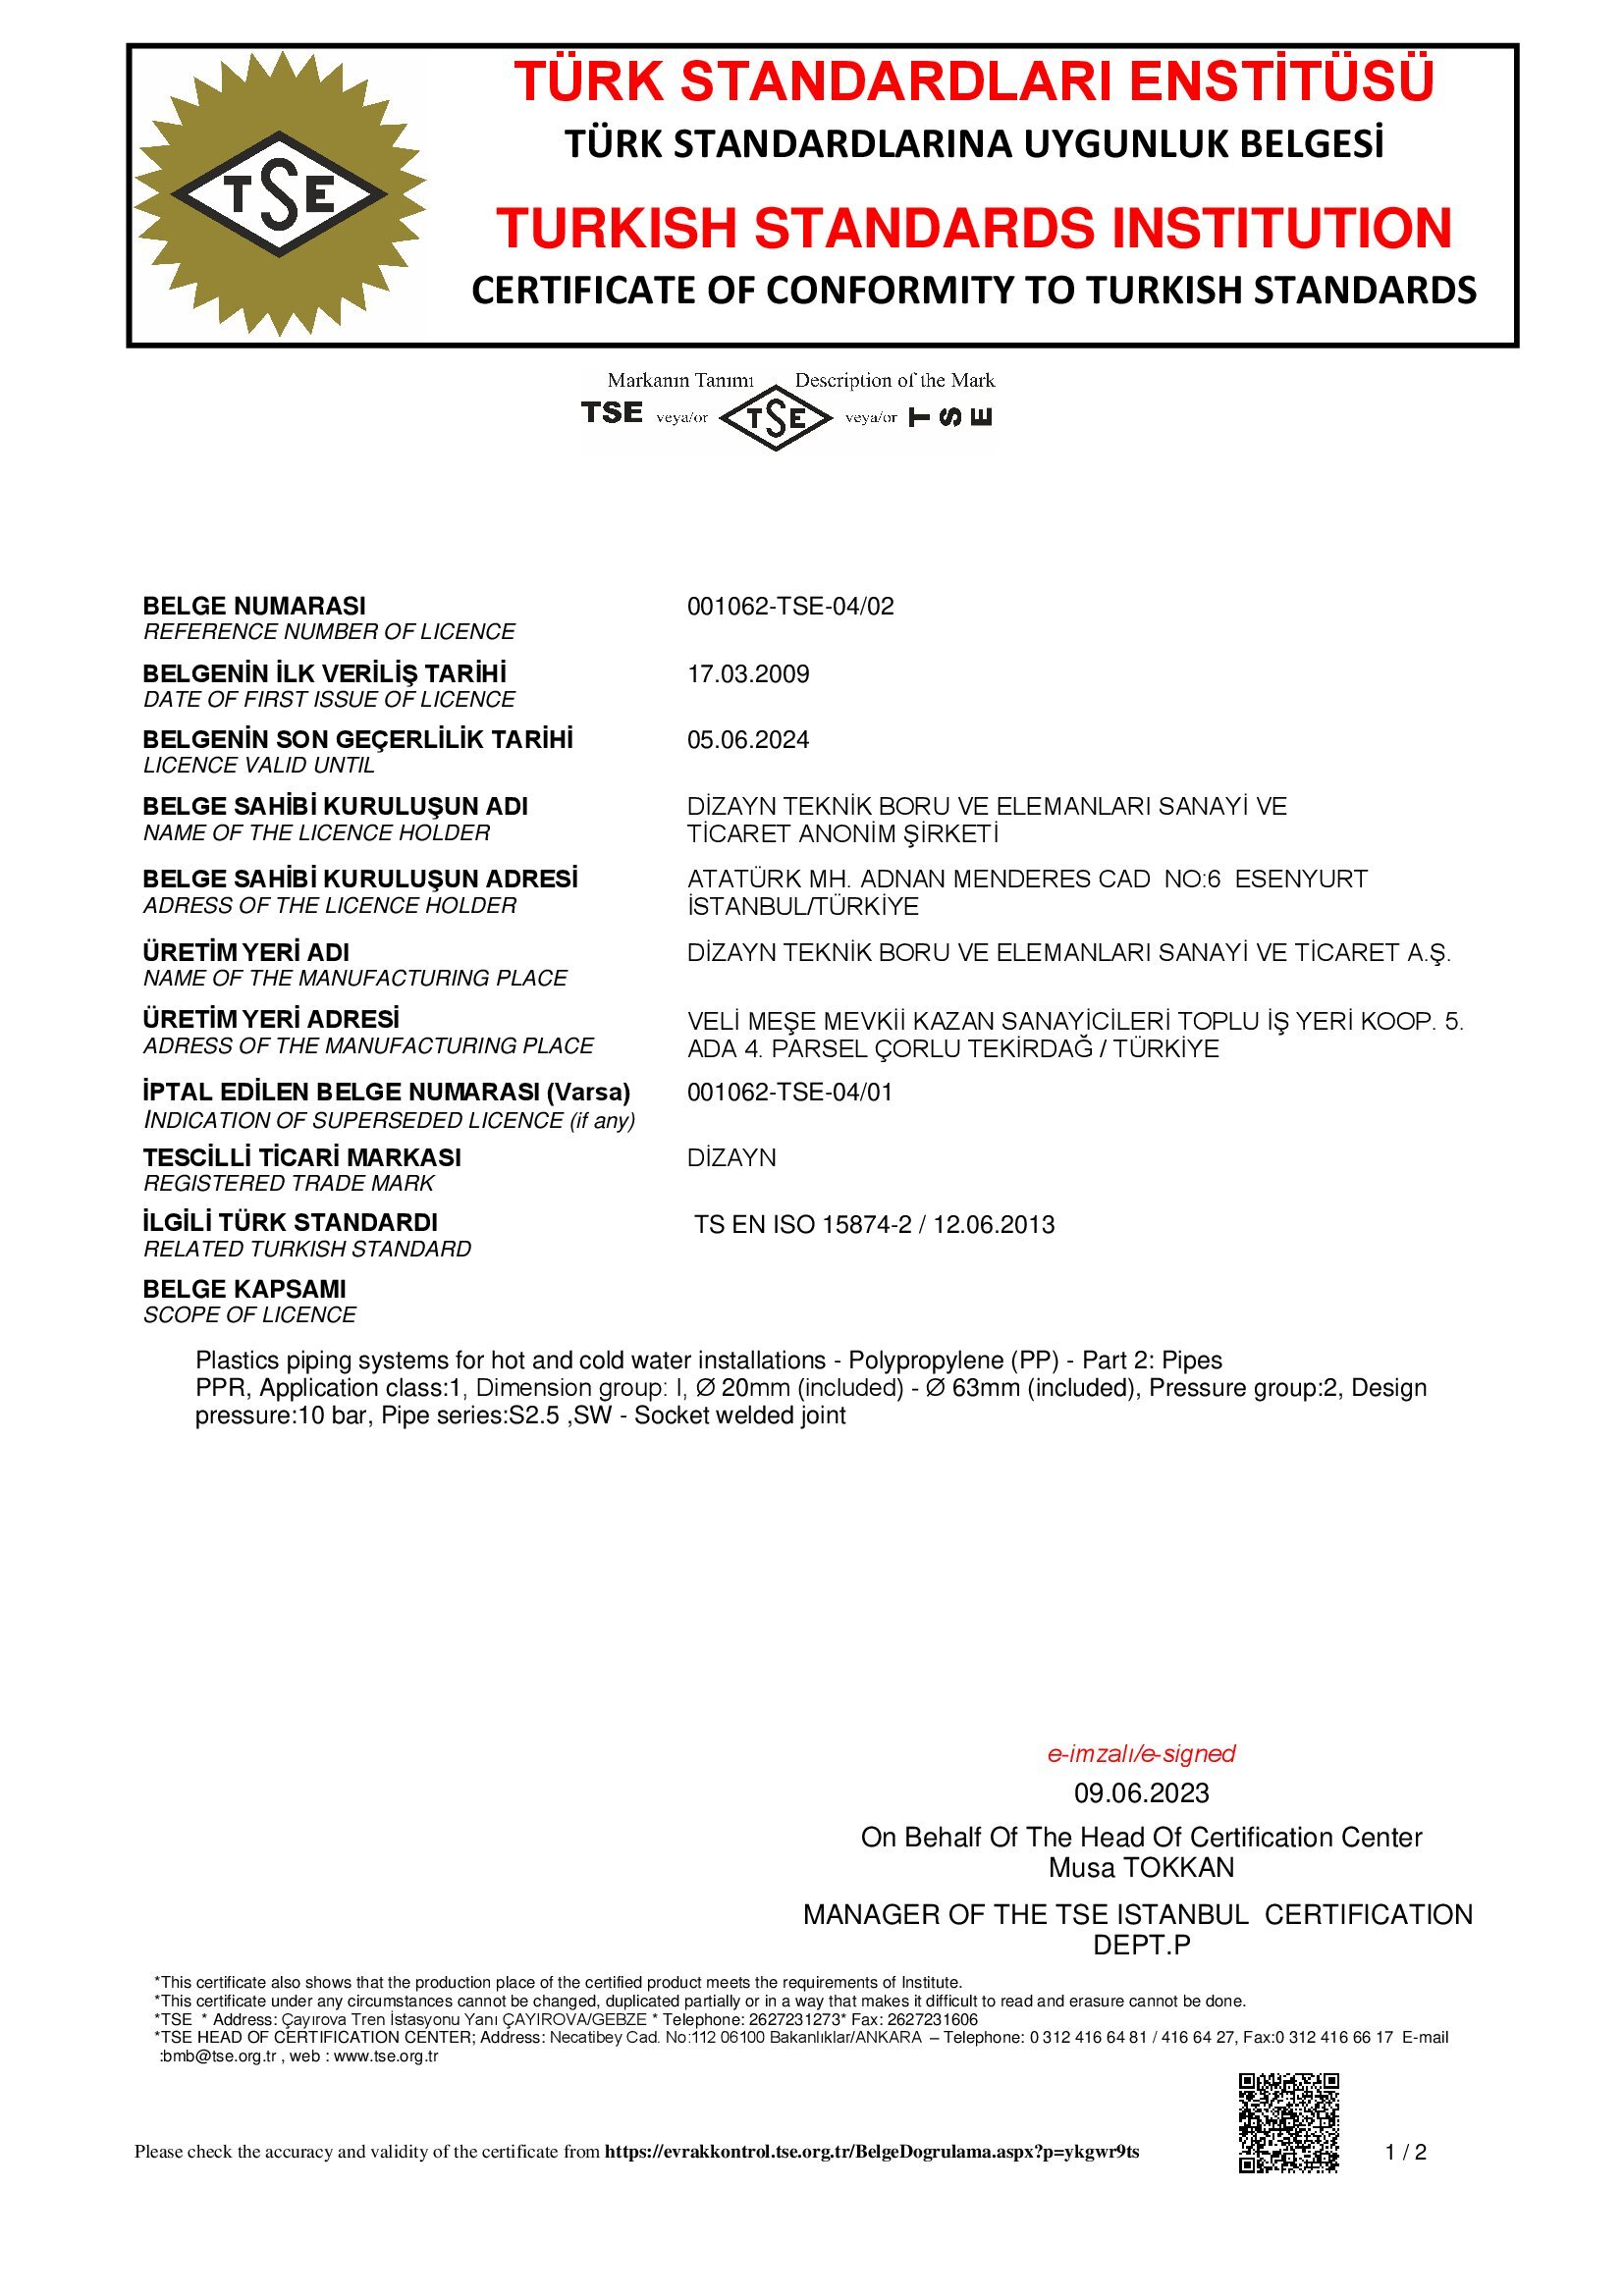 TSE
TÜRK STANDARDLARI ENSTİTÜSÜ
TÜRK STANDARDLARINA UYGUNLUK BELGESİ
TURKISH STANDARDS INSTITUTION
CERTIFICATE OF CONFORMITY TO TURKISH STANDARDS
Markanın Tanımı Description of the Mark
TSE veya/or TSE veya/or TSE
BELGE NUMARASI 001062-TSE-04/02
REFERENCE NUMBER OF LICENCE
BELGENİN İLK VERİLİŞ TARİHİ 17.03.2009
DATE OF FIRST ISSUE OF LICENCE
BELGENİN SON GEÇERLİLİK TARİHİ 05.06.2024
LICENCE VALID UNTIL
BELGE SAHİBİ KURULUŞUN ADI DİZAYN TEKNİK BORU VE ELEMANLARI SANAYİ VE
NAME OF THE LICENCE HOLDER TİCARET ANONİM ŞİRKETİ
BELGE SAHİBİ KURULUŞUN ADRESİ ATATÜRK MH. ADNAN MENDERES CAD NO:6 ESENYURT
ADRESS OF THE LICENCE HOLDER İSTANBUL/TÜRKİYE
ÜRETİM YERİ ADI DİZAYN TEKNİK BORU VE ELEMANLARI SANAYİ VE TİCARET A.Ş.
NAME OF THE MANUFACTURING PLACE
ÜRETİM YERİ ADRESİ VELİ MEŞE MEVKİİ KAZAN SANAYİCİLERİ TOPLU İŞ YERİ KOOP. 5.
ADRESS OF THE MANUFACTURING PLACE ADA 4. PARSEL ÇORLU TEKİRDAĞ / TÜRKİYE
İPTAL EDİLEN BELGE NUMARASI (Varsa) 001062-TSE-04/01
INDICATION OF SUPERSEDED LICENCE (if any)
TESCİLLİ TİCARİ MARKASI DİZAYN
REGISTERED TRADE MARK
İLGİLİ TÜRK STANDARDI TS EN ISO 15874-2 / 12.06.2013
RELATED TURKISH STANDARD
BELGE KAPSAMI
SCOPE OF LICENCE
Plastics piping systems for hot and cold water installations - Polypropylene (PP) - Part 2: Pipes
PPR, Application class:1, Dimension group: I, Ø 20mm (included) - Ø 63mm (included), Pressure group:2, Design
pressure:10 bar, Pipe series:S2.5 ,SW - Socket welded joint
e-imzalı/e-signed
09.06.2023
On Behalf Of The Head Of Certification Center
Musa TOKKAN
MANAGER OF THE TSE ISTANBUL CERTIFICATION
DEPT.P
*This certificate also shows that the production place of the certified product meets the requirements of Institute.
*This certificate under any circumstances cannot be changed, duplicated partially or in a way that makes it difficult to read and erasure cannot be done.
*TSE * Address: Çayırova Tren İstasyonu Yanı ÇAYIROVA/GEBZE * Telephone: 2627231273* Fax: 2627231606
*TSE HEAD OF CERTIFICATION CENTER; Address: Necatibey Cad. No:112 06100 Bakanlıklar/ANKARA – Telephone: 0 312 416 64 81 / 416 64 27, Fax:0 312 416 66 17 E-mail
:bmb@tse.org.tr , web : www.tse.org.tr
Please check the accuracy and validity of the certificate from https://evrakkontrol.tse.org.tr/BelgeDogrulama.aspx?p=ykgwr9ts
1 / 2